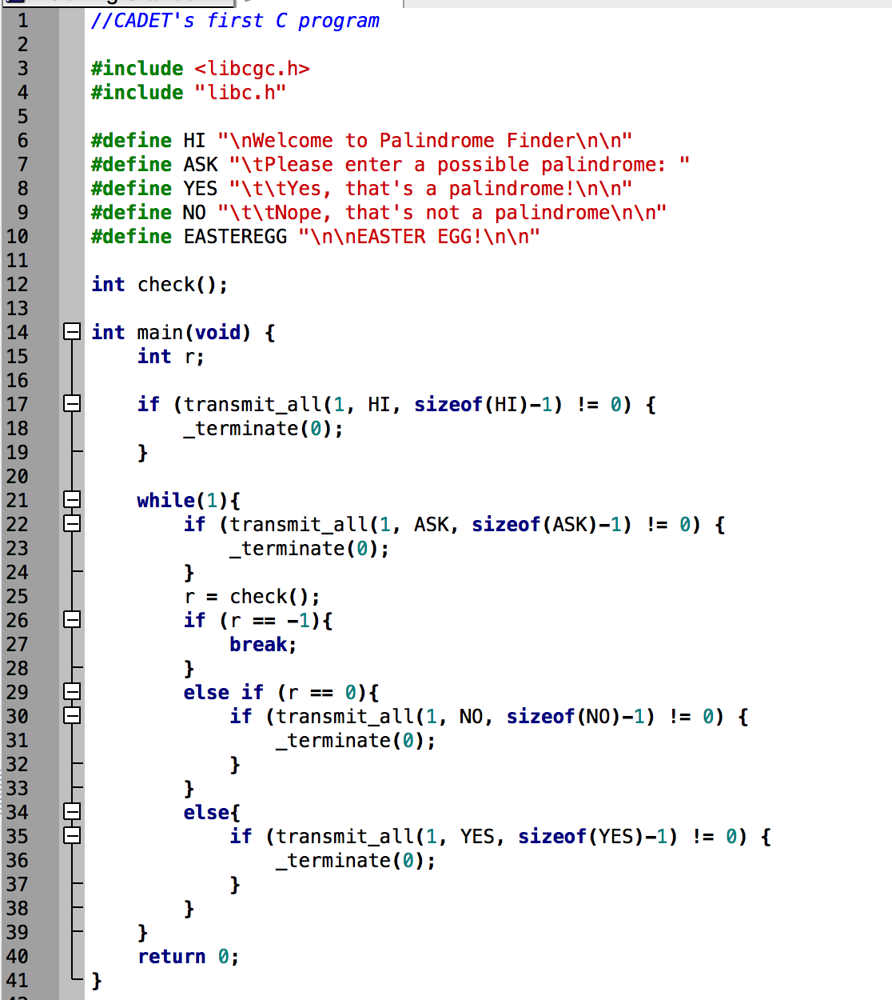 1 //CADET's first C program
2
3 #include <libcgc.h>
4 #include "libc.h"
5
6 #define HI "\nWelcome to Palindrome Finder\n\n"
7 #define ASK "\tPlease enter a possible palindrome: "
8 #define YES "\t\tYes, that's a palindrome!\n\n"
9 #define NO "\t\tNope, that's not a palindrome\n\n"
10 #define EASTEREGG "\n\nEASTER EGG!\n\n"
11
12 int check();
13
14 int main(void) {
15     int r;
16
17     if (transmit_all(1, HI, sizeof(HI)-1) != 0) {
18         _terminate(0);
19     }
20
21     while(1){
22         if (transmit_all(1, ASK, sizeof(ASK)-1) != 0) {
23             _terminate(0);
24         }
25         r = check();
26         if (r == -1){
27             break;
28         }
29         else if (r == 0){
30             if (transmit_all(1, NO, sizeof(NO)-1) != 0) {
31                 _terminate(0);
32             }
33         }
34         else{
35             if (transmit_all(1, YES, sizeof(YES)-1) != 0) {
36                 _terminate(0);
37             }
38         }
39     }
40     return 0;
41 }